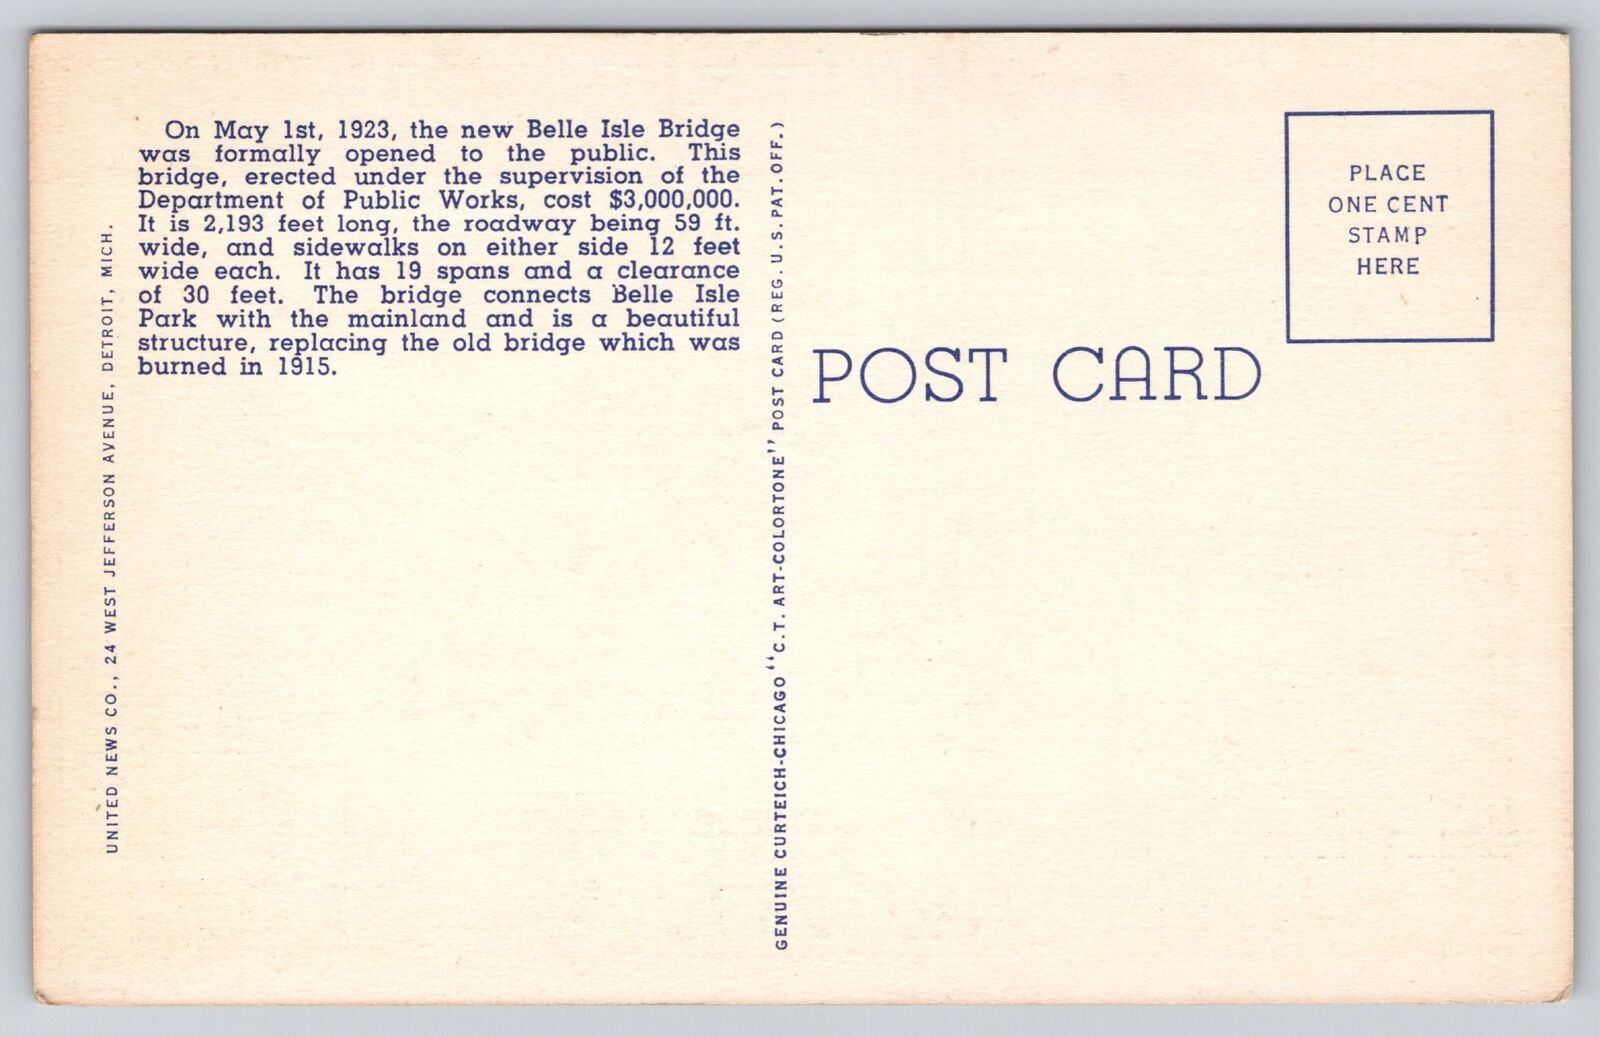 On May 1st, 1923, the new Belle Isle Bridge
was formally opened to the public. This
bridge, erected under the supervision of the
Department of Public Works, cost $3,000,000.
It is 2,193 feet long, the roadway being 59 ft.
wide, and sidewalks on either side 12 feet
wide each. It has 19 spans and a clearance
of 30 feet. The bridge connects Belle Isle
Park with the mainland and is a beautiful
structure, replacing the old bridge which was
burned in 1915.
UNITED NEWS CO., 24 WEST JEFFERSON AVENUE, DETROIT, MICH.
GENUINE CURTEICH-CHICAGO "C.T. ART-COLORTONE" POST CARD (REG. U.S. PAT. OFF.)
POST CARD
PLACE
ONE CENT
STAMP
HERE